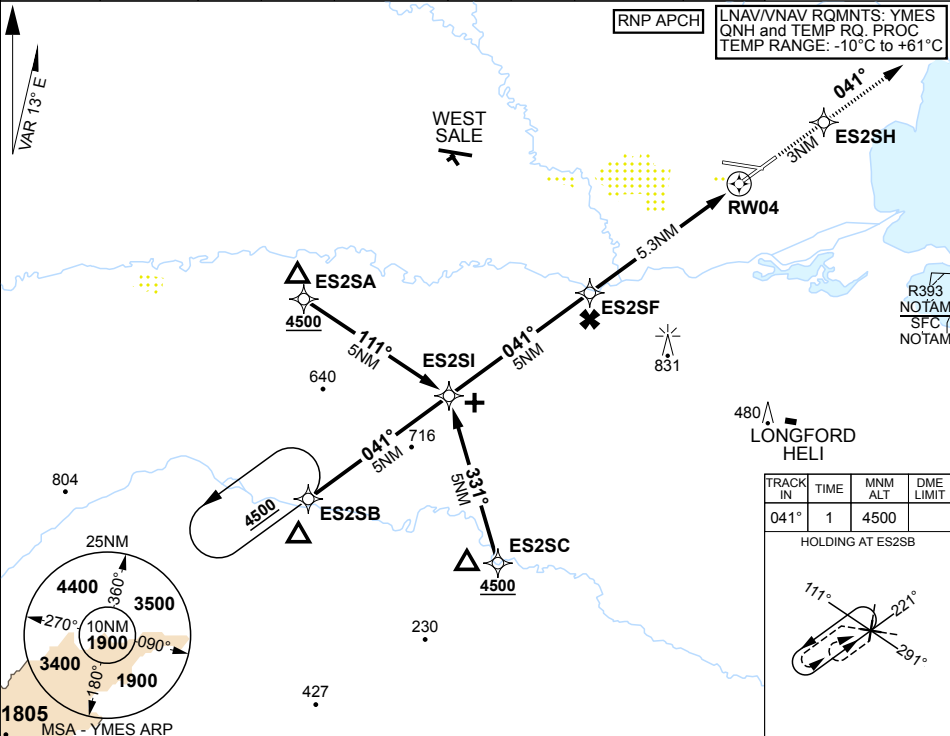 RNP APCH
LNAV/VNAV RQMNTS: YMES
QNH and TEMP RQ. PROC
TEMP RANGE: -10°C to +61°C
VAR 13° E
WEST
SALE
041°
ES2SH
3NM
RW04
5.3NM
ES2SA
4500
ES2SF
R393
NOTAM
SFC
NOTAM
111°
5NM
041°
5NM
ES2SI
831
640
716
041°
5NM
480
LONGFORD
HELI
804
331°
5NM
4500
ES2SB
TRACK IN
TIME
MNM ALT
DME LIMIT
041°
1
4500
HOLDING AT ES2SB
ES2SC
4500
25NM
4400
360°
3500
270°
10NM
1900
090°
3400
180°
1900
230
111°
221°
291°
427
1805
MSA - YMES ARP